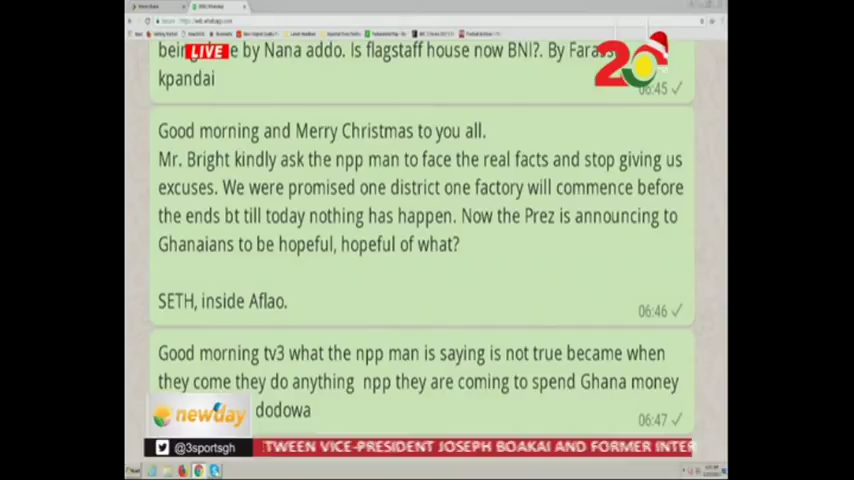 https://web.whatsapp.com
being
by Nana addo. Is flagstaff house now BNI?. By
kpandai
06:45
LIVE
20
Good morning and Merry Christmas to you all.
Mr. Bright kindly ask the npp man to face the real facts and stop giving us
excuses. We were promised one district one factory will commence before
the ends bt till today nothing has happen. Now the Prez is announcing to
Ghanaians to be hopeful, hopeful of what?
SETH, inside Aflao.
06:46
Good morning tv3 what the npp man is saying is not true became when
they come they do anything npp they are coming to spend Ghana money
dodowa
06:47
newday
@3sportsgh
TWEEN VICE-PRESIDENT JOSEPH BOAKAI AND FORMER INTER